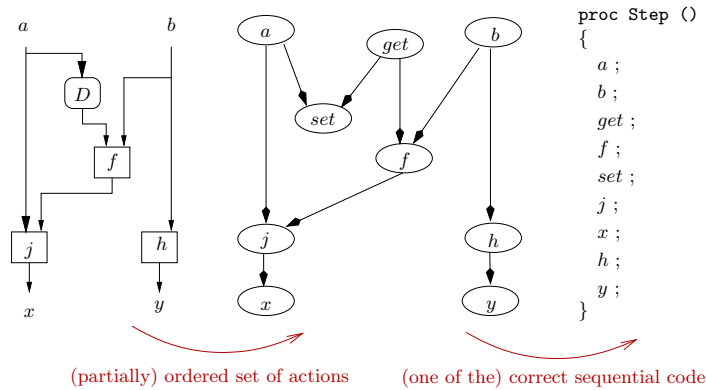 a
b
D
f
j
h
x
y
a
get
b
set
f
j
h
x
y
proc Step ()
{
a ;
b ;
get ;
f ;
set ;
j ;
x ;
h ;
y ;
}
(partially) ordered set of actions
(one of the) correct sequential code